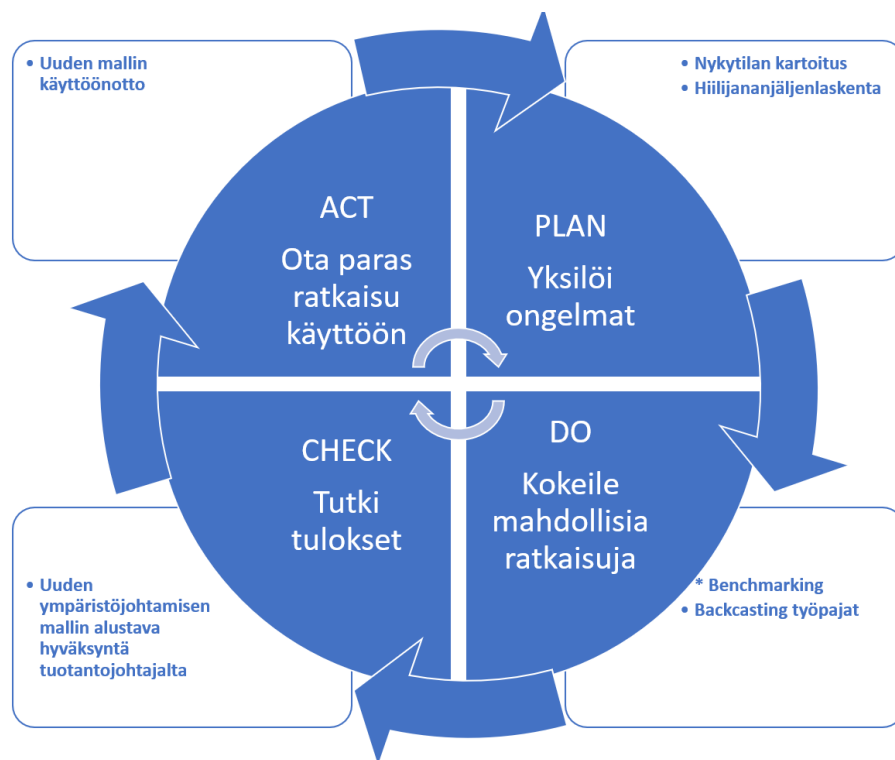 • Uuden mallin
käyttöönotto
• Nykytilan kartoitus
• Hiilijananjäljenlaskenta
ACT
Ota paras
ratkaisu
käyttöön
PLAN
Yksilöi
ongelmat
CHECK
Tutki
tulokset
DO
Kokeile
mahdollisia
ratkaisuja
• Uuden
ympäristöjohtamisen
mallin alustava
hyväksyntä
tuotantojohtajalta
* Benchmarking
• Backcasting työpajat